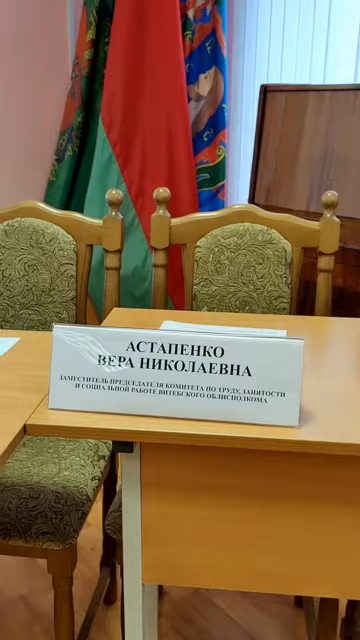 АСТАПЕНКО
ВЕРА НИКОЛАЕВНА
ЗАМЕСТИТЕЛЬ ПРЕДСЕДАТЕЛЯ КОМИТЕТА ПО ТРУДУ, ЗАНЯТОСТИ
И СОЦИАЛЬНОЙ РАБОТЕ ВИТЕБСКОГО ОБЛИСПОЛКОМА